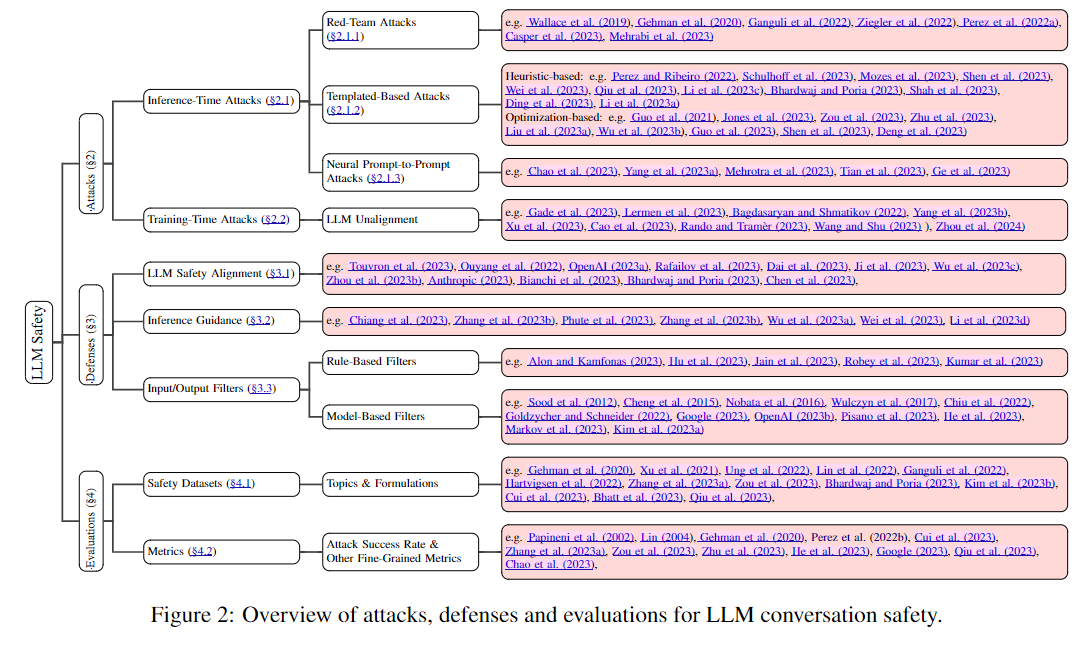 LLM Safety
Attacks (§2)
Inference-Time Attacks (§2.1)
Red-Team Attacks
(§2.1.1)
e.g. Wallace et al. (2019), Gehman et al. (2020), Ganguli et al. (2022), Ziegler et al. (2022), Perez et al. (2022a),
Casper et al. (2023), Mehrabi et al. (2023)
Templated-Based Attacks
(§2.1.2)
Heuristic-based: e.g. Perez and Ribeiro (2022), Schulhoff et al. (2023), Mozes et al. (2023), Shen et al. (2023),
Wei et al. (2023), Qiu et al. (2023), Li et al. (2023c), Bhardwaj and Poria (2023), Shah et al. (2023),
Ding et al. (2023), Li et al. (2023a)
Optimization-based: e.g. Guo et al. (2021), Jones et al. (2023), Zou et al. (2023), Zhu et al. (2023),
Liu et al. (2023a), Wu et al. (2023b), Guo et al. (2023), Shen et al. (2023), Deng et al. (2023)
Neural Prompt-to-Prompt
Attacks (§2.1.3)
e.g. Chao et al. (2023), Yang et al. (2023a), Mehrotra et al. (2023), Tian et al. (2023), Ge et al. (2023)
Training-Time Attacks (§2.2)
LLM Unalignment
e.g. Gade et al. (2023), Lermen et al. (2023), Bagdasaryan and Shmatikov (2022), Yang et al. (2023b),
Xu et al. (2023), Cao et al. (2023), Rando and Tramèr (2023), Wang and Shu (2023) ), Zhou et al. (2024)
Defenses (§3)
LLM Safety Alignment (§3.1)
e.g. Touvron et al. (2023), Ouyang et al. (2022), OpenAI (2023a), Rafailov et al. (2023), Dai et al. (2023), Ji et al. (2023), Wu et al. (2023c),
Zhou et al. (2023b), Anthropic (2023), Bianchi et al. (2023), Bhardwaj and Poria (2023), Chen et al. (2023),
Inference Guidance (§3.2)
e.g. Chiang et al. (2023), Zhang et al. (2023b), Phute et al. (2023), Zhang et al. (2023b), Wu et al. (2023a), Wei et al. (2023), Li et al. (2023d)
Input/Output Filters (§3.3)
Rule-Based Filters
e.g. Alon and Kamfonas (2023), Hu et al. (2023), Jain et al. (2023), Robey et al. (2023), Kumar et al. (2023)
Model-Based Filters
e.g. Sood et al. (2012), Cheng et al. (2015), Nobata et al. (2016), Wulczyn et al. (2017), Chiu et al. (2022),
Goldzycher and Schneider (2022), Google (2023), OpenAI (2023b), Pisano et al. (2023), He et al. (2023),
Markov et al. (2023), Kim et al. (2023a)
Evaluations (§4)
Safety Datasets (§4.1)
Topics & Formulations
e.g. Gehman et al. (2020), Xu et al. (2021), Ung et al. (2022), Lin et al. (2022), Ganguli et al. (2022),
Hartvigsen et al. (2022), Zhang et al. (2023a), Zou et al. (2023), Bhardwaj and Poria (2023), Kim et al. (2023b),
Cui et al. (2023), Bhatt et al. (2023), Qiu et al. (2023),
Metrics (§4.2)
Attack Success Rate &
Other Fine-Grained Metrics
e.g. Papineni et al. (2002), Lin (2004), Gehman et al. (2020), Perez et al. (2022b), Cui et al. (2023),
Zhang et al. (2023a), Zou et al. (2023), Zhu et al. (2023), He et al. (2023), Google (2023), Qiu et al. (2023),
Chao et al. (2023),
Figure 2: Overview of attacks, defenses and evaluations for LLM conversation safety.